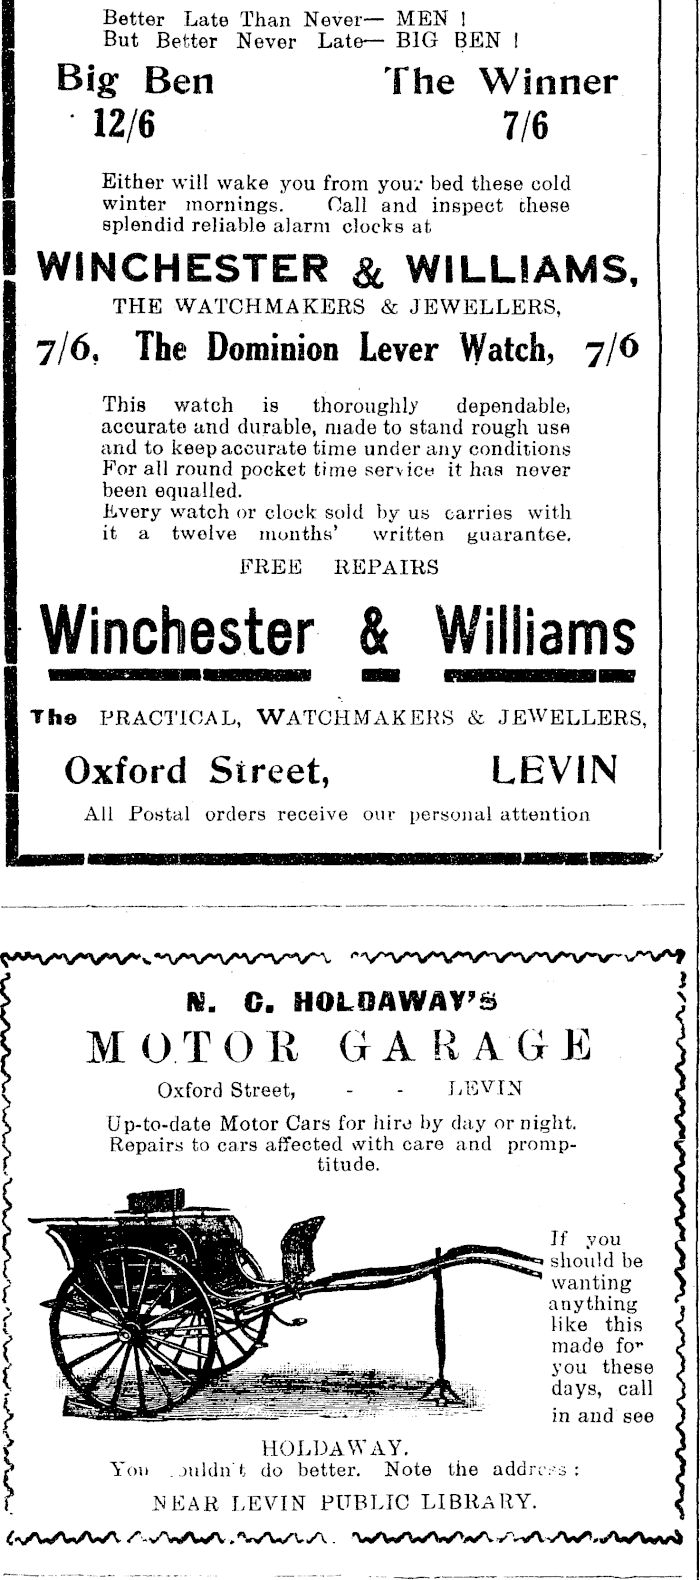 Better Late Than Never— MEN !
But Better Never Late— BIG BEN !
Big Ben The Winner
12/6 7/6
Either will wake you from your bed these cold
winter mornings. Call and inspect these
splendid reliable alarm clocks at
WINCHESTER & WILLIAMS,
THE WATCHMAKERS & JEWELLERS,
7/6, The Dominion Lever Watch, 7/6
This watch is thoroughly dependable,
accurate and durable, made to stand rough use
and to keep accurate time under any conditions
For all round pocket time service it has never
been equalled.
Every watch or clock sold by us carries with
it a twelve months' written guarantee.
FREE REPAIRS
Winchester & Williams
The PRACTICAL, WATCHMAKERS & JEWELLERS,
Oxford Street, LEVIN
All Postal orders receive our personal attention
N. C. HOLDAWAY'S
MOTOR GARAGE
Oxford Street, - - LEVIN
Up-to-date Motor Cars for hire by day or night.
Repairs to cars affected with care and promp-
titude.
If you
should be
wanting
anything
like this
made for
you these
days, call
in and see
HOLDAWAY.
You do better. Note the address :
NEAR LEVIN PUBLIC LIBRARY.